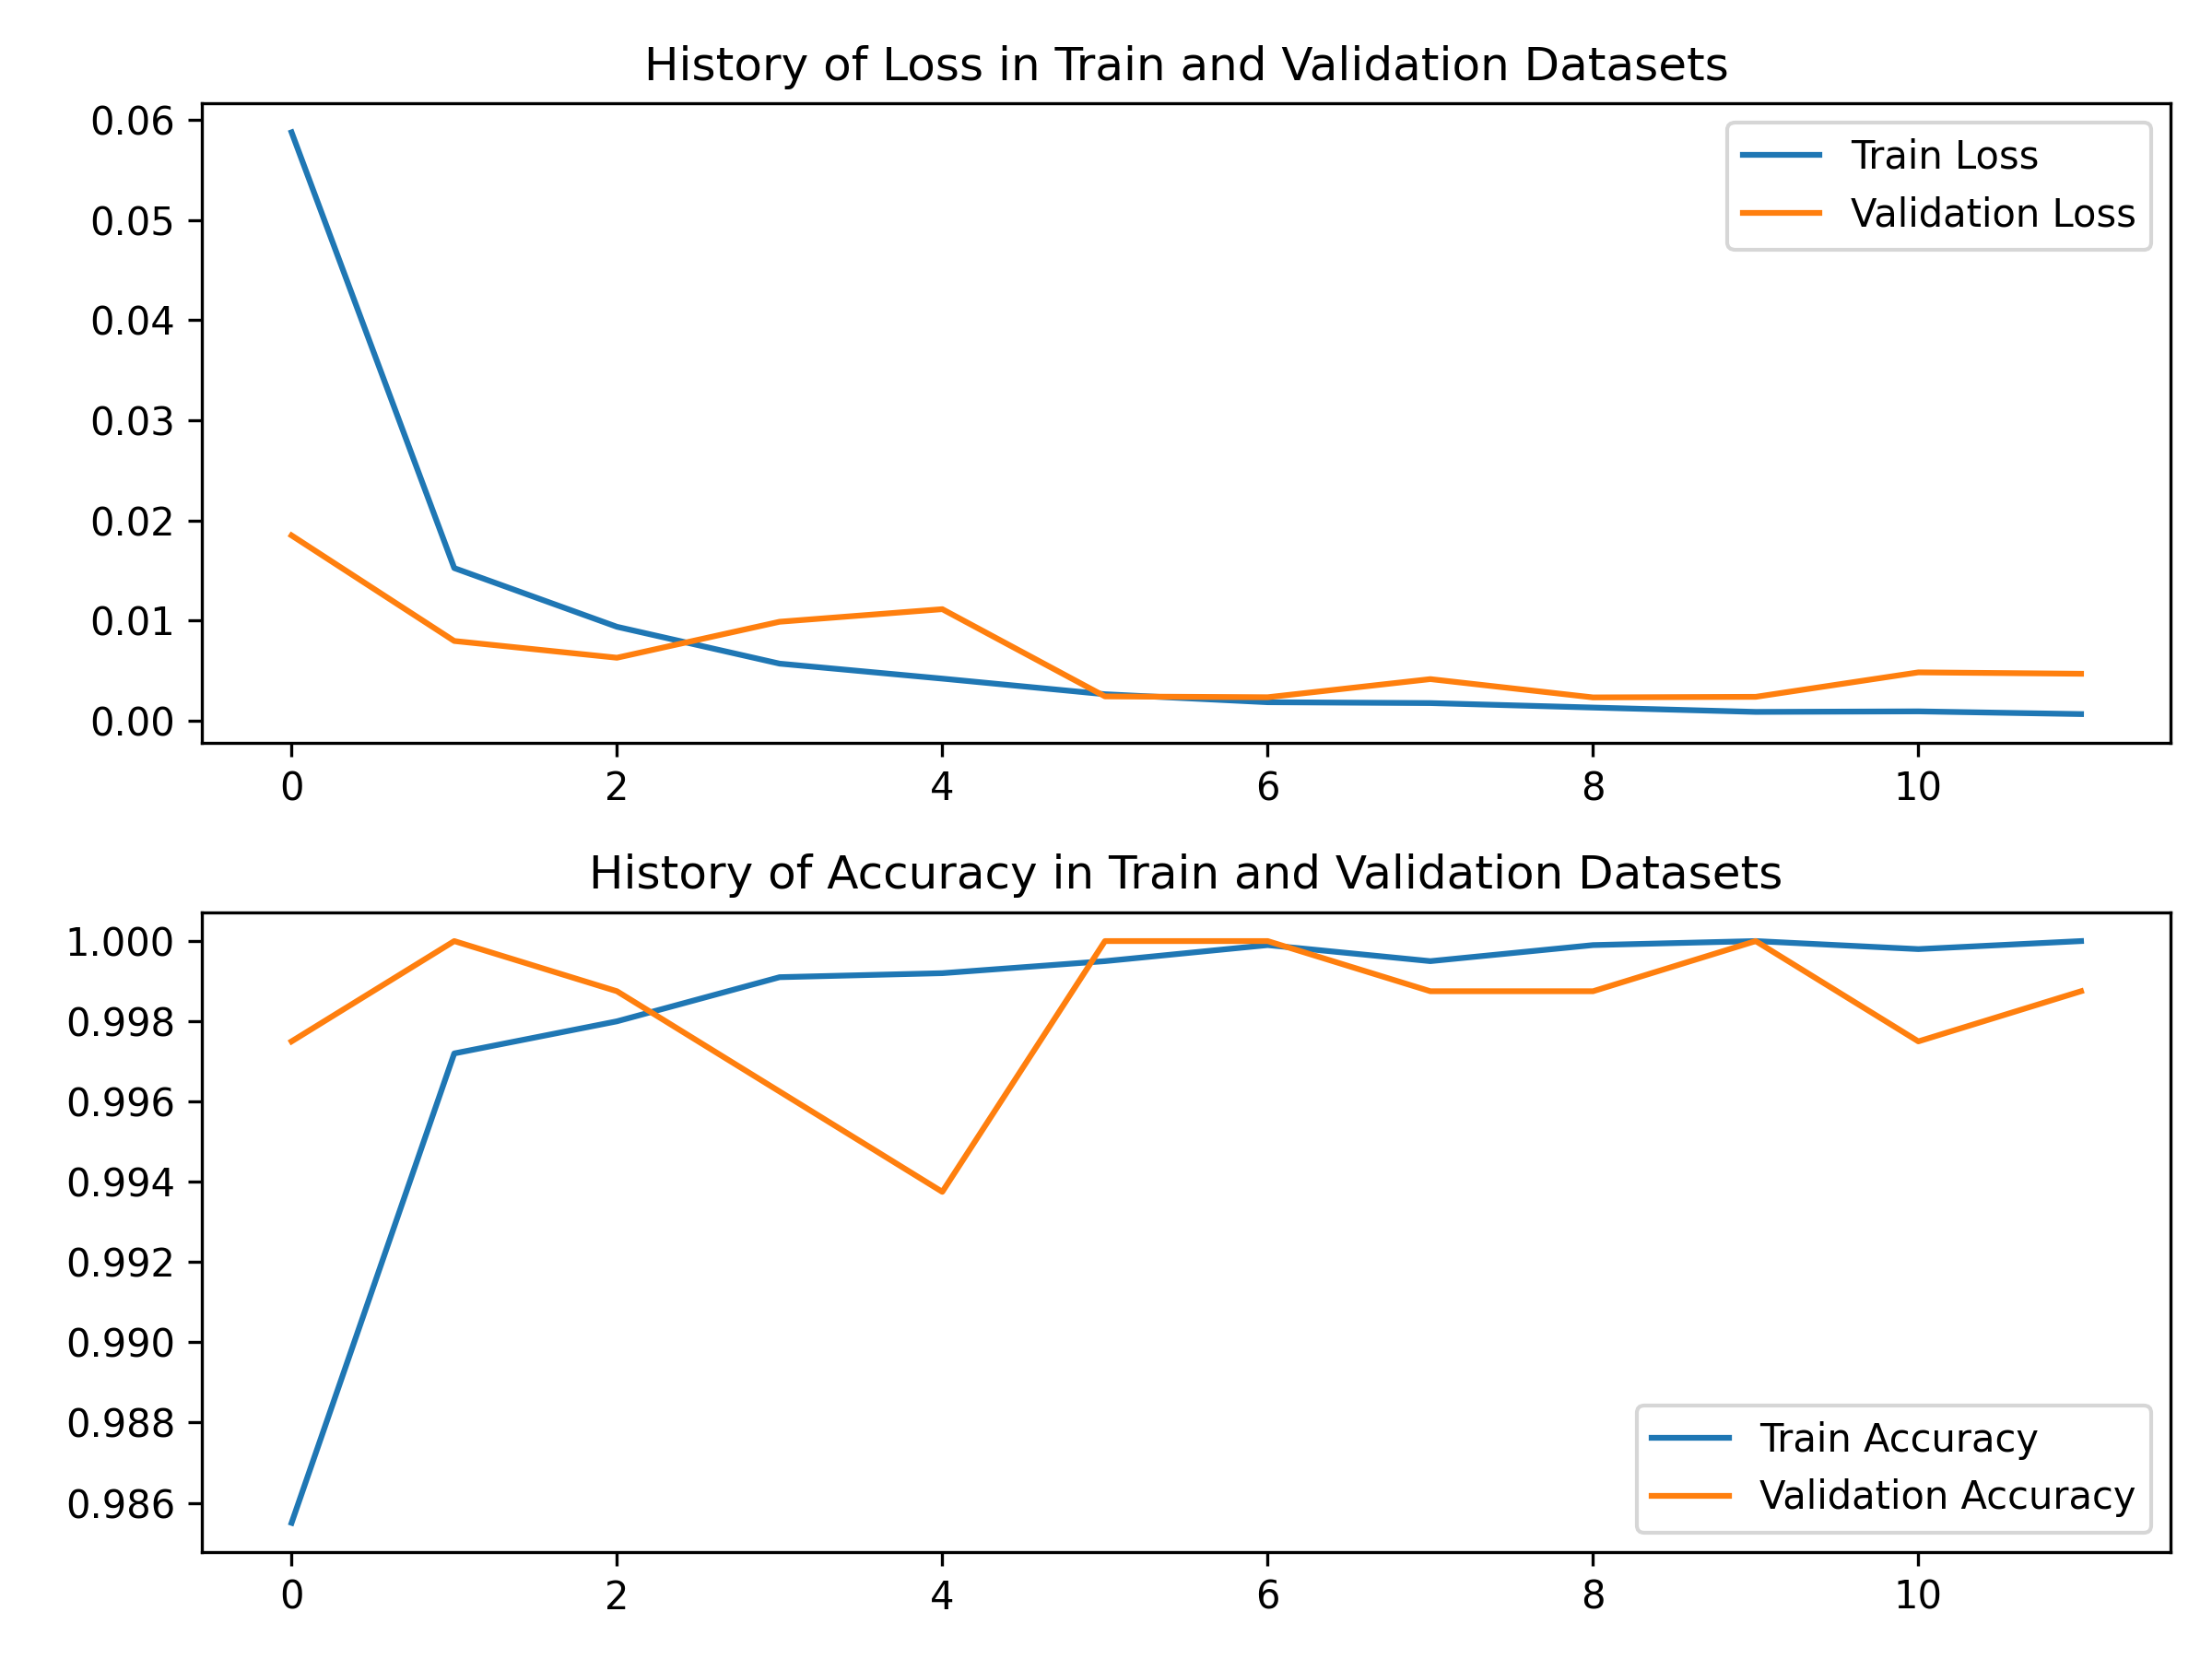 History of Loss in Train and Validation Datasets
0.06
0.05
0.04
0.03
0.02
0.01
0.00
Train Loss
Validation Loss
0 2 4 6 8 10
History of Accuracy in Train and Validation Datasets
1.000
0.998
0.996
0.994
0.992
0.990
0.988
0.986
Train Accuracy
Validation Accuracy
0 2 4 6 8 10